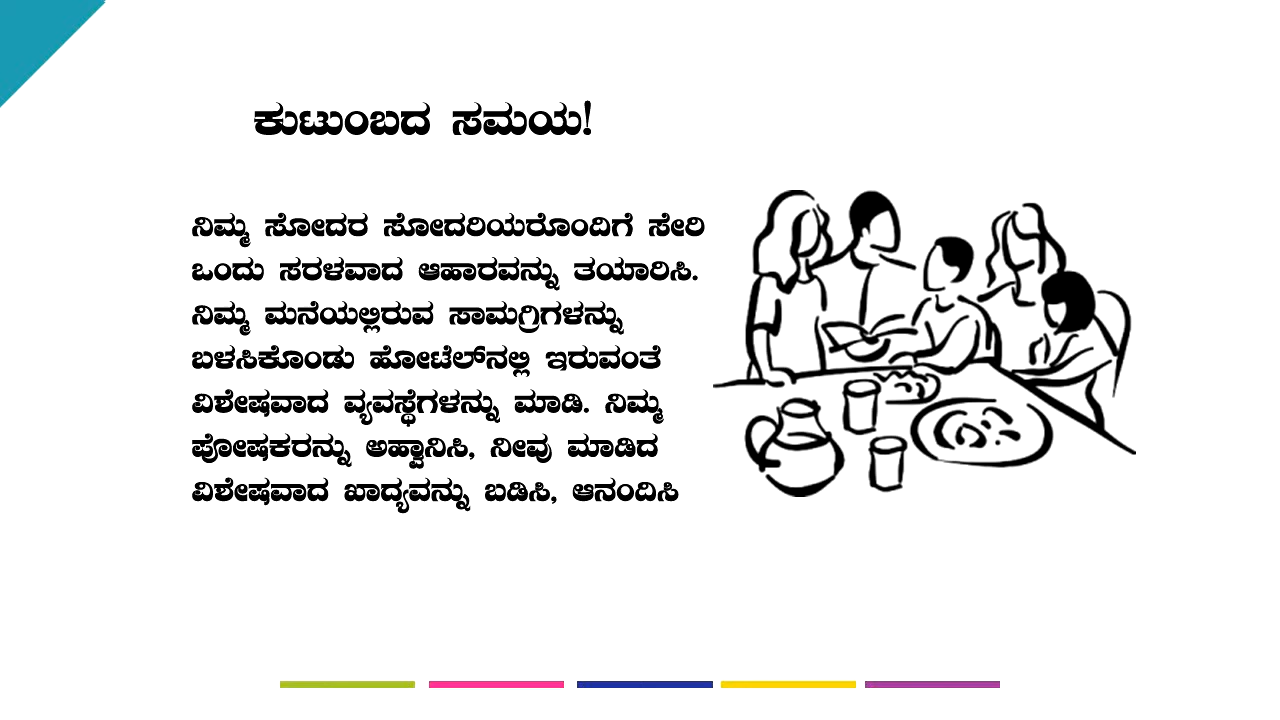 ಕುಟುಂಬದ ಸಮಯ!
ನಿಮ್ಮ ಸೋದರ ಸೋದರಿಯರೊಂದಿಗೆ ಸೇರಿ
ಒಂದು ಸರಳವಾದ ಆಹಾರವನ್ನು ತಯಾರಿಸಿ.
ನಿಮ್ಮ ಮನೆಯಲ್ಲಿರುವ ಸಾಮಗ್ರಿಗಳನ್ನು
ಬಳಸಿಕೊಂಡು ಹೋಟೆಲ್‌ನಲ್ಲಿ ಇರುವಂತೆ
ವಿಶೇಷವಾದ ವ್ಯವಸ್ಥೆಗಳನ್ನು ಮಾಡಿ. ನಿಮ್ಮ
ಪೋಷಕರನ್ನು ಅಹ್ವಾನಿಸಿ, ನೀವು ಮಾಡಿದ
ವಿಶೇಷವಾದ ಖಾದ್ಯವನ್ನು ಬಡಿಸಿ, ಆನಂದಿಸಿ